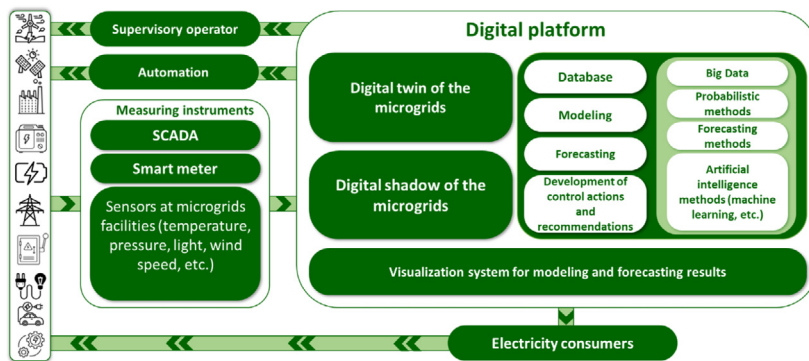 Supervisory operator
Automation
Measuring instruments
SCADA
Smart meter
Sensors at microgrids
facilities (temperature,
pressure, light, wind
speed, etc.)
Digital platform
Digital twin of the
microgrids
Digital shadow of the
microgrids
Database
Modeling
Forecasting
Development of
control actions
and
recommendations
Big Data
Probabilistic
methods
Forecasting
methods
Artificial
intelligence
methods (machine
learning, etc.)
Visualization system for modeling and forecasting results
Electricity consumers